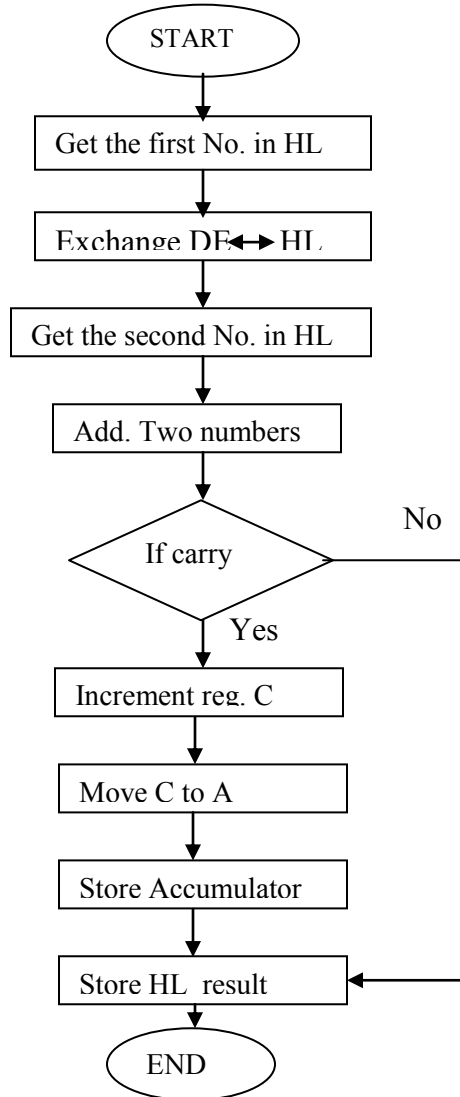 START
Get the first No. in HL
Exchange DE HL
Get the second No. in HL
Add. Two numbers
If carry
No
Yes
Increment reg. C
Move C to A
Store Accumulator
Store HL result
END